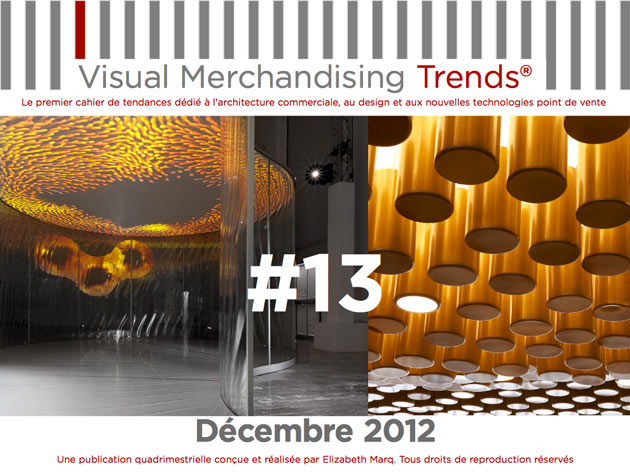 Visual Merchandising Trends®
Le premier cahier de tendances dédié à l'architecture commerciale, au design et aux nouvelles technologies point de vente
#13
Décembre 2012
Une publication quadrimestrielle conçue et réalisée par Elizabeth Marq. Tous droits de reproduction réservés